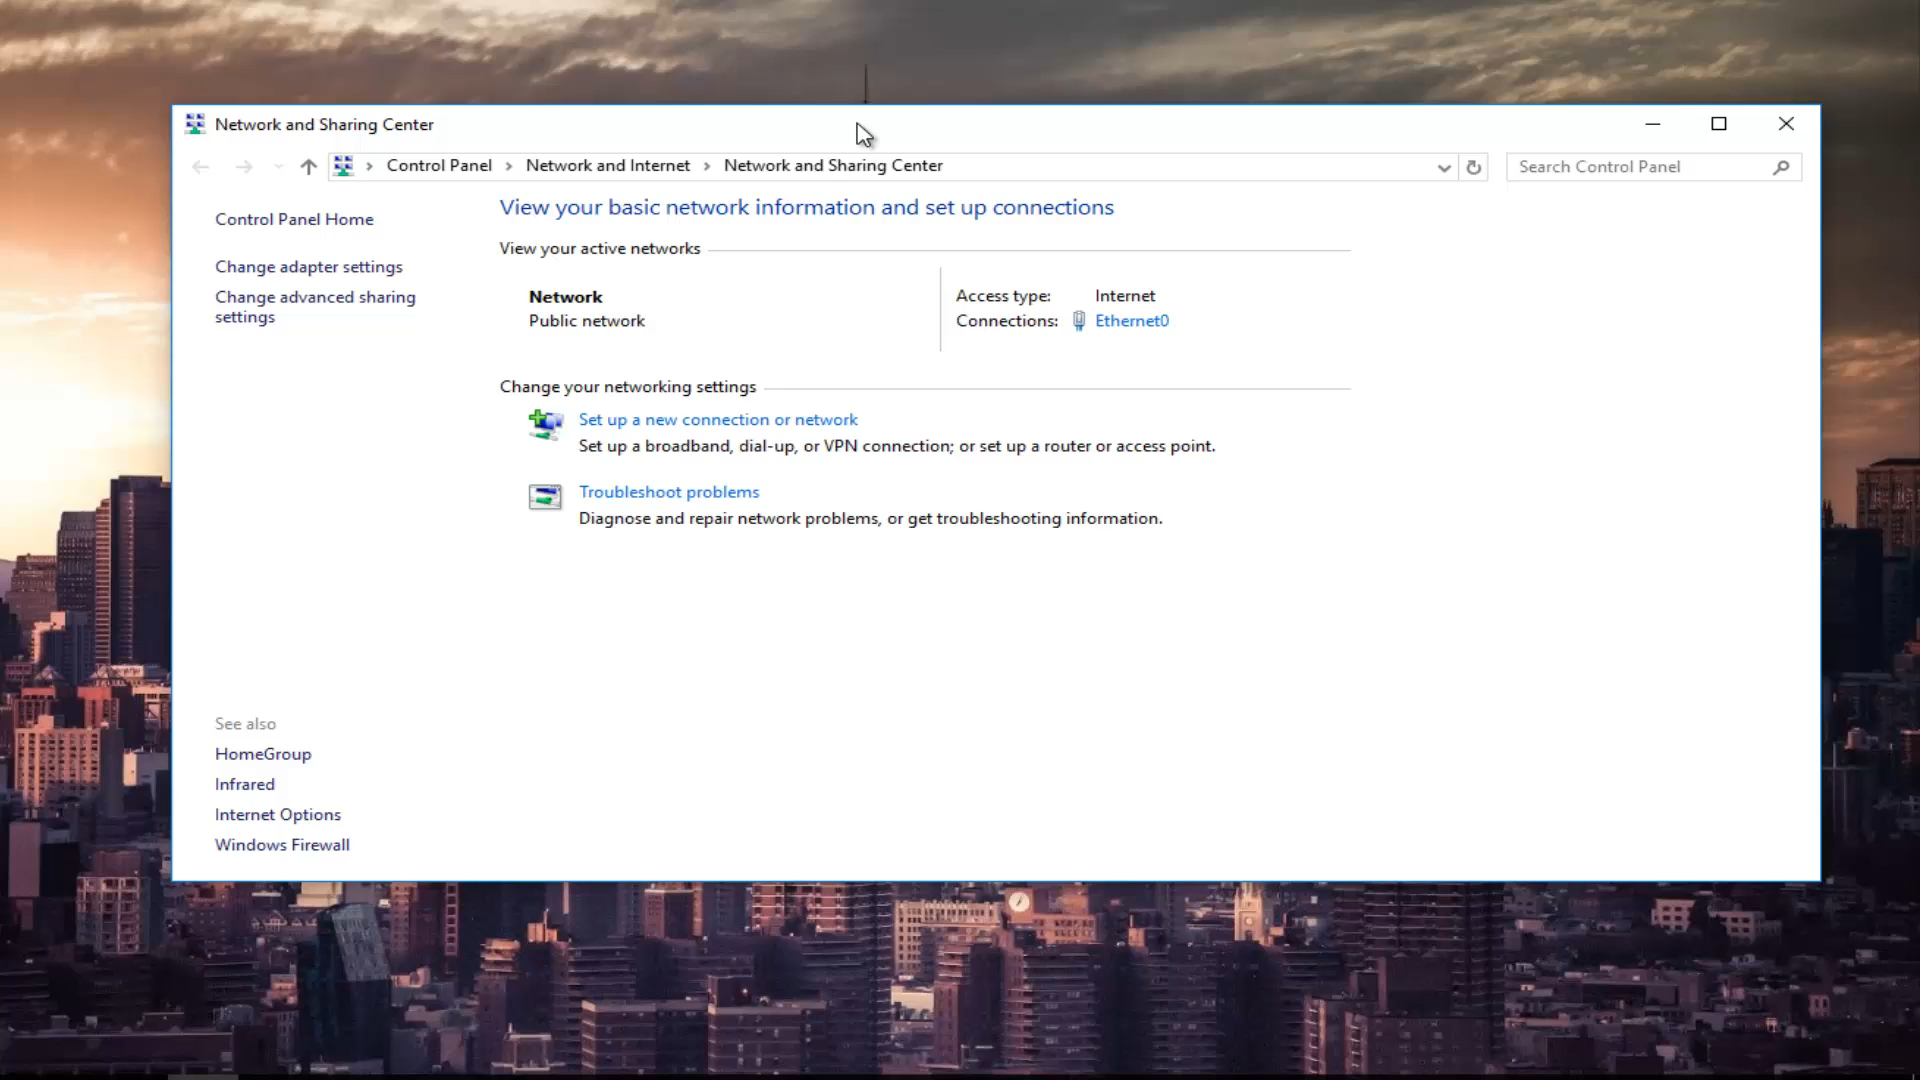 Network and Sharing Center
Control Panel > Network and Internet > Network and Sharing Center
Search Control Panel
Control Panel Home
Change adapter settings
Change advanced sharing
settings
View your basic network information and set up connections
View your active networks
Network
Public network
Access type: Internet
Connections: Ethernet0
Change your networking settings
Set up a new connection or network
Set up a broadband, dial-up, or VPN connection; or set up a router or access point.
Troubleshoot problems
Diagnose and repair network problems, or get troubleshooting information.
See also
HomeGroup
Infrared
Internet Options
Windows Firewall